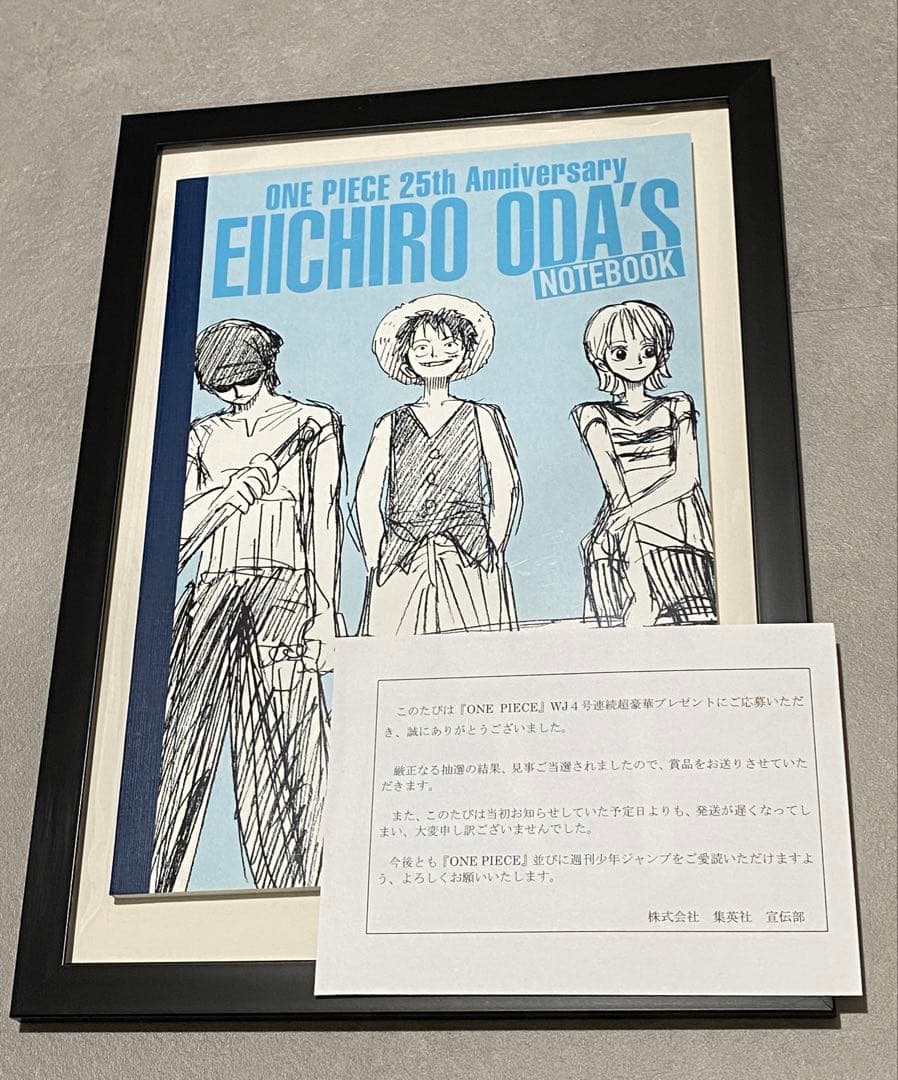 ONE PIECE 25th Anniversary
EIICHIRO ODA'S
NOTEBOOK
このたびは『ONE PIECE』WJ４号連続超豪華プレゼントにご応募いただ
き、誠にありがとうございました。
厳正なる抽選の結果、見事ご当選されましたので、賞品をお送りさせていた
だきます。
また、このたびは当初お知らせしていた予定日よりも、発送が遅くなってし
まい、大変申し訳ございませんでした。
今後とも『ONE PIECE』並びに週刊少年ジャンプをご愛読いただけますよ
う、よろしくお願いいたします。
株式会社 集英社 宣伝部